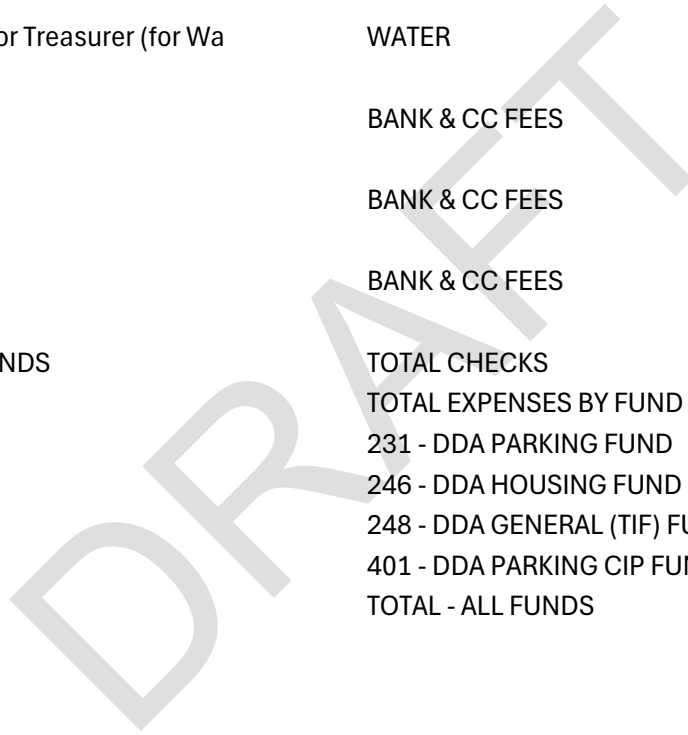 or Treasurer (for Wa WATER
BANK & CC FEES
BANK & CC FEES
BANK & CC FEES
NDS TOTAL CHECKS
TOTAL EXPENSES BY FUND
231 - DDA PARKING FUND
246 - DDA HOUSING FUND
248 - DDA GENERAL (TIF) FU
401 - DDA PARKING CIP FUN
TOTAL - ALL FUNDS
DRAFT